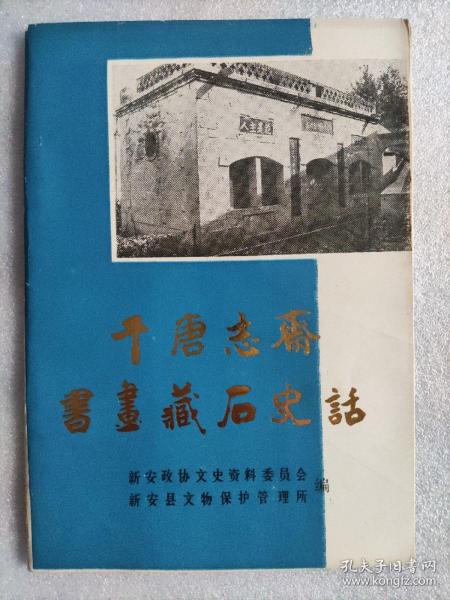 千唐志斋
書畫藏石史話
新安政协文史资料委员会
新安县文物保护管理所
编
孔夫子旧书网
www.kongfz.com